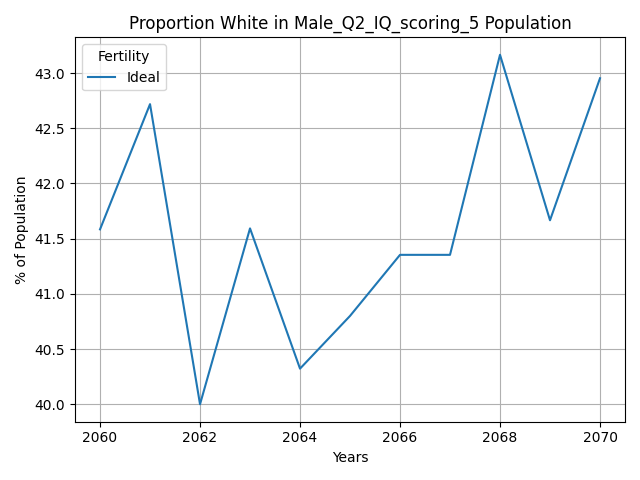 Proportion White in Male_Q2_IQ_scoring_5 Population
Fertility
Ideal
% of Population
43.0
42.5
42.0
41.5
41.0
40.5
40.0
2060 2062 2064 2066 2068 2070
Years